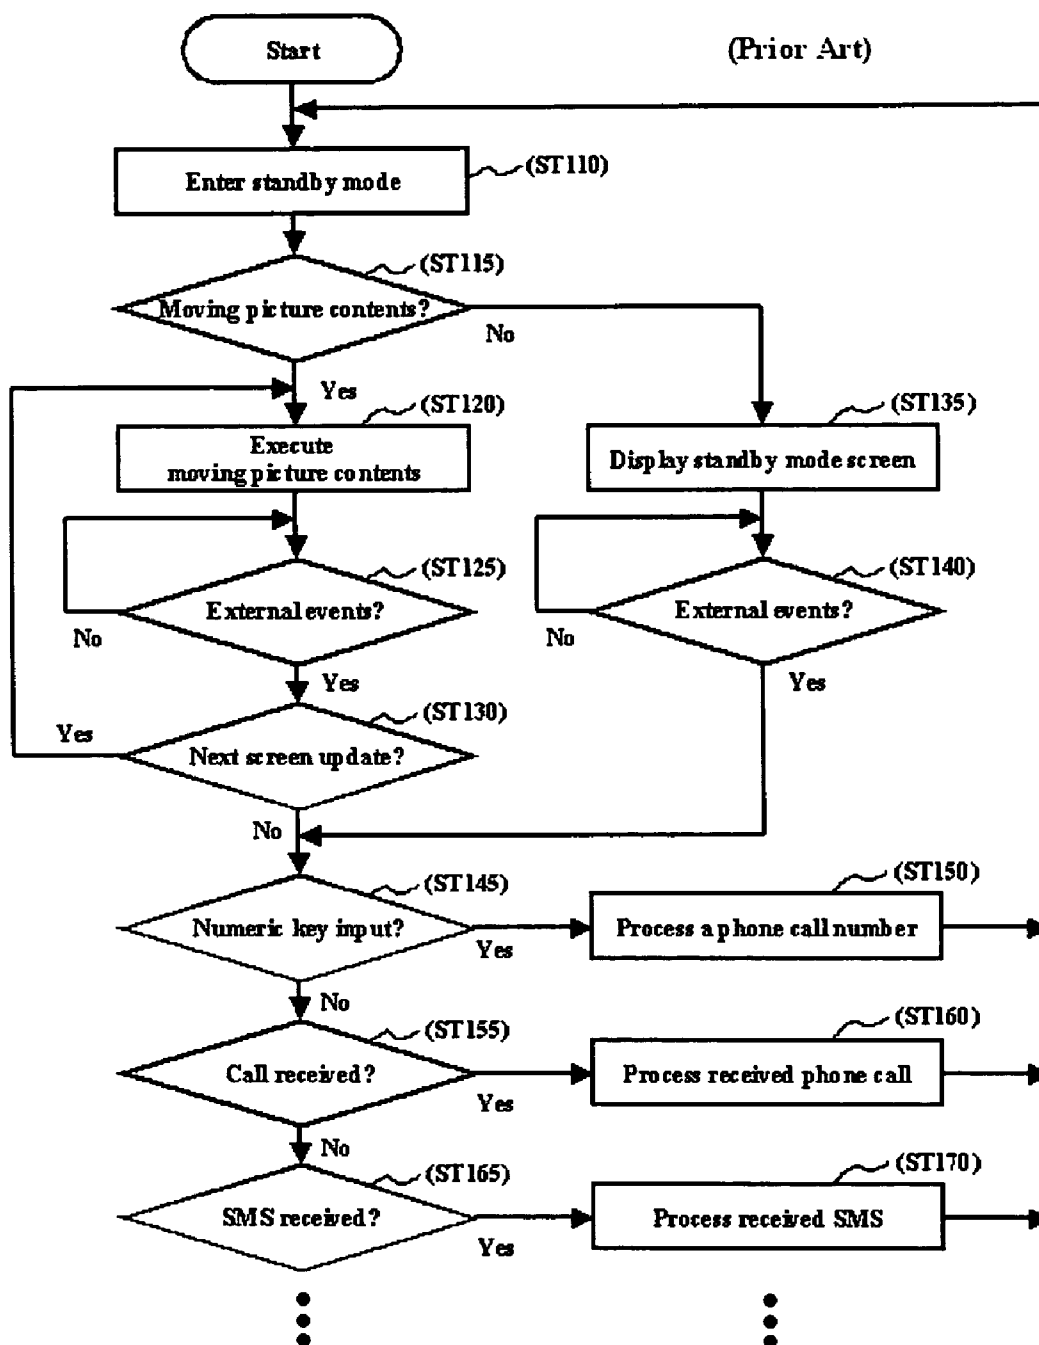 Start
(Prior Art)
Enter standby mode
(ST110)
Moving picture contents?
(ST115)
No
Yes
(ST120)
Execute
moving picture contents
(ST135)
Display standby mode screen
(ST125)
External events?
No
Yes
(ST140)
External events?
No
Yes
(ST130)
Next screen update?
Yes
No
(ST145)
Numeric key input?
Yes
(ST150)
Process a phone call number
No
(ST155)
Call received?
Yes
(ST160)
Process received phone call
No
(ST165)
SMS received?
Yes
(ST170)
Process received SMS